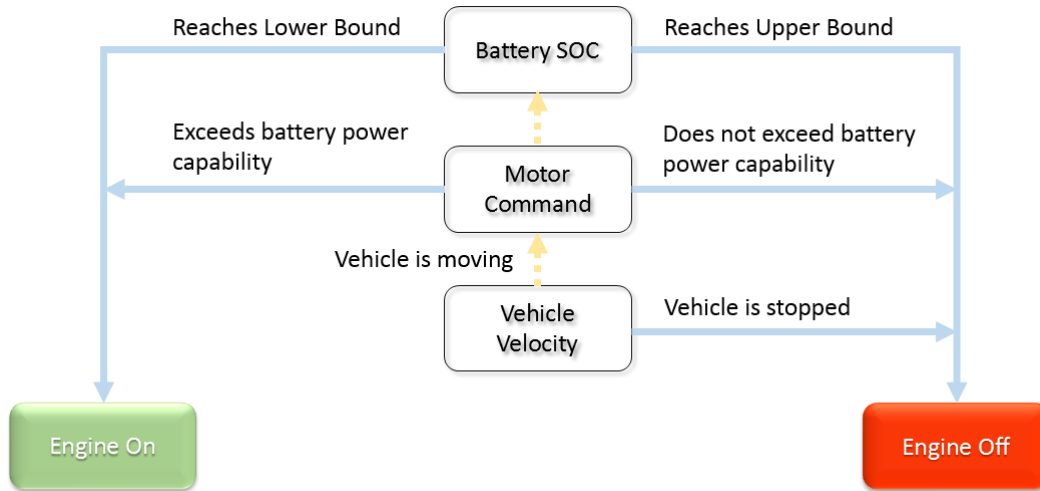 Reaches Lower Bound
Battery SOC
Reaches Upper Bound
Exceeds battery power
capability
Motor
Command
Does not exceed battery
power capability
Vehicle is moving
Vehicle
Velocity
Vehicle is stopped
Engine On
Engine Off